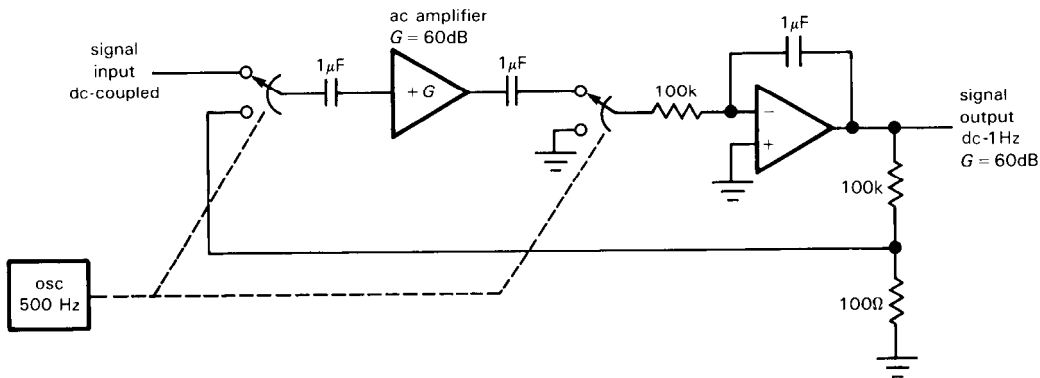 ac amplifier
G = 60dB
signal
input
dc-coupled
1μF
+ G
1μF
100k
1μF
−
+
signal
output
dc-1Hz
G = 60dB
100k
100Ω
osc
500 Hz